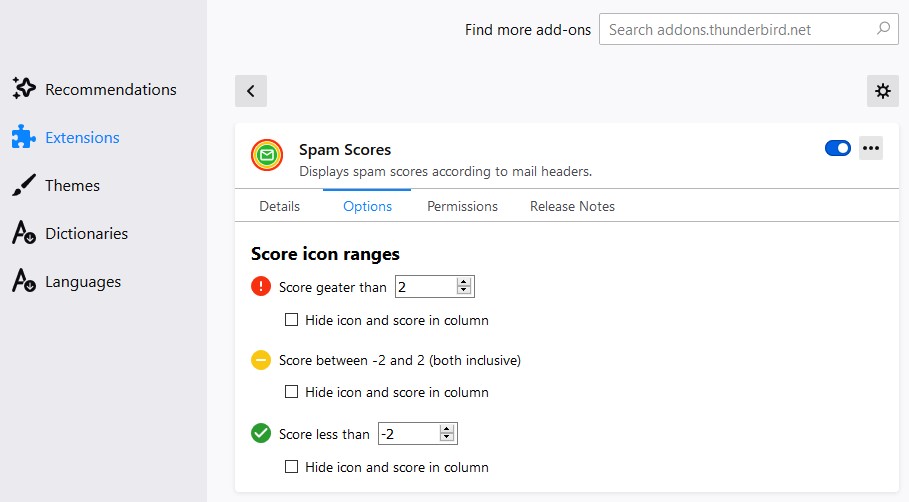 Find more add-ons
Search addons.thunderbird.net
Recommendations
Extensions
Themes
Dictionaries
Languages
Spam Scores
Displays spam scores according to mail headers.
Details Options Permissions Release Notes
Score icon ranges
Score geater than 2
Hide icon and score in column
Score between -2 and 2 (both inclusive)
Hide icon and score in column
Score less than -2
Hide icon and score in column